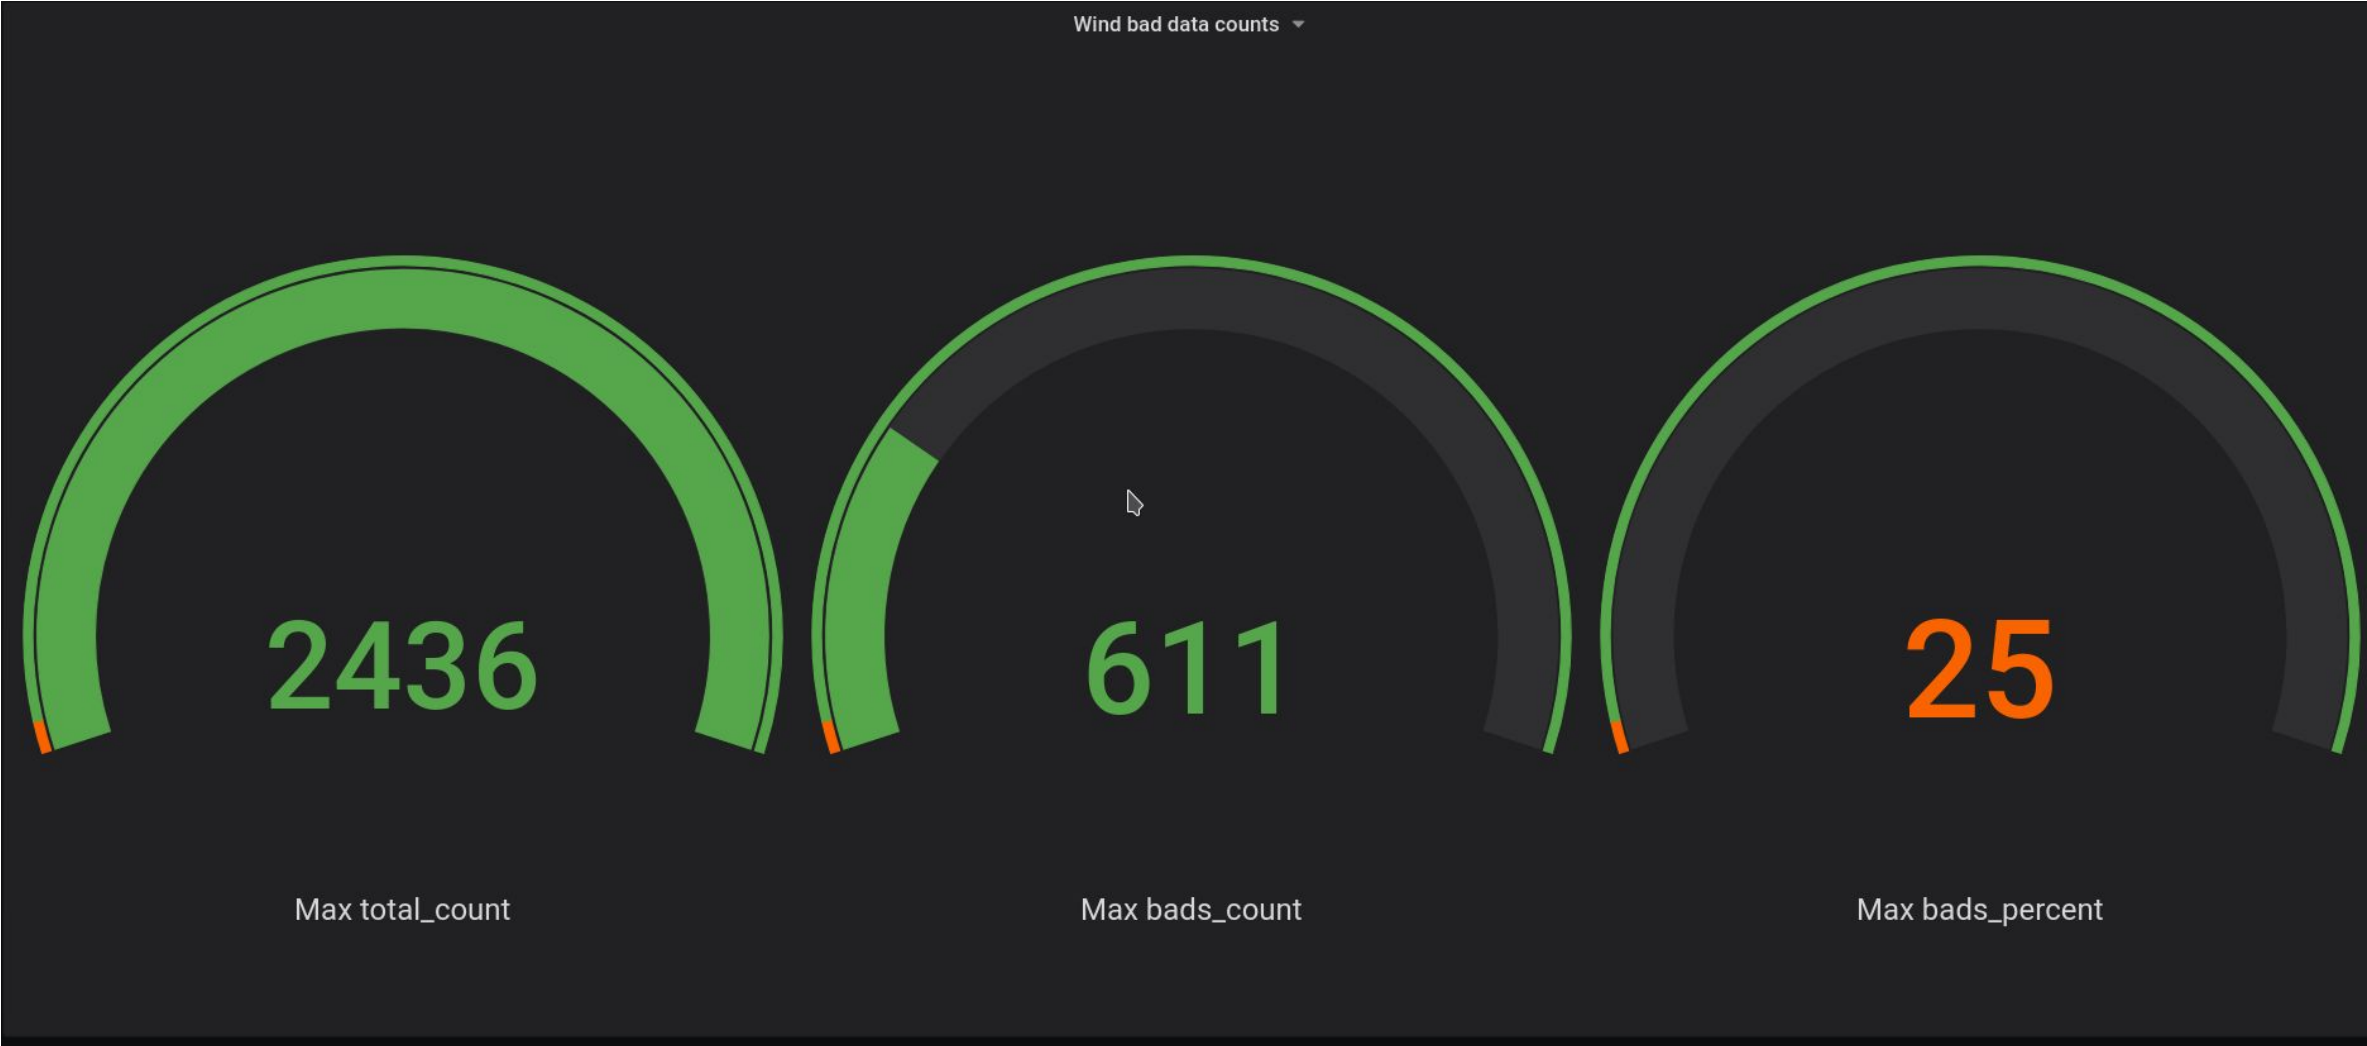 Wind bad data counts
2436
611
25
Max total_count
Max bads_count
Max bads_percent